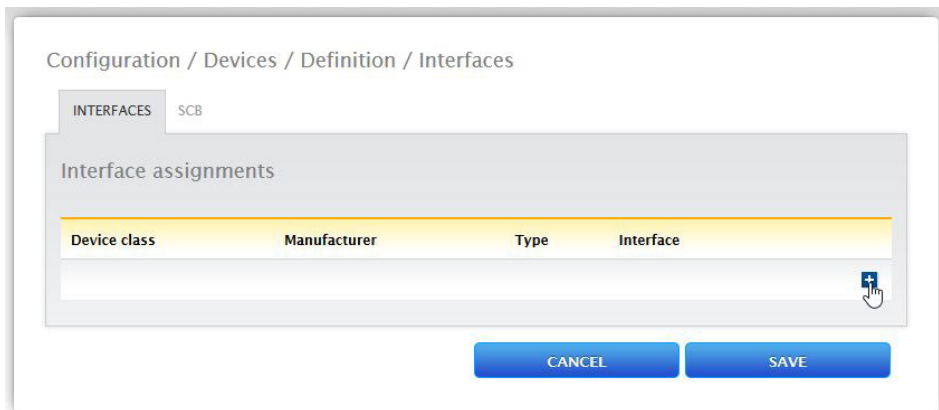 Configuration / Devices / Definition / Interfaces
INTERFACES SCB
Interface assignments
Device class Manufacturer Type Interface
CANCEL SAVE